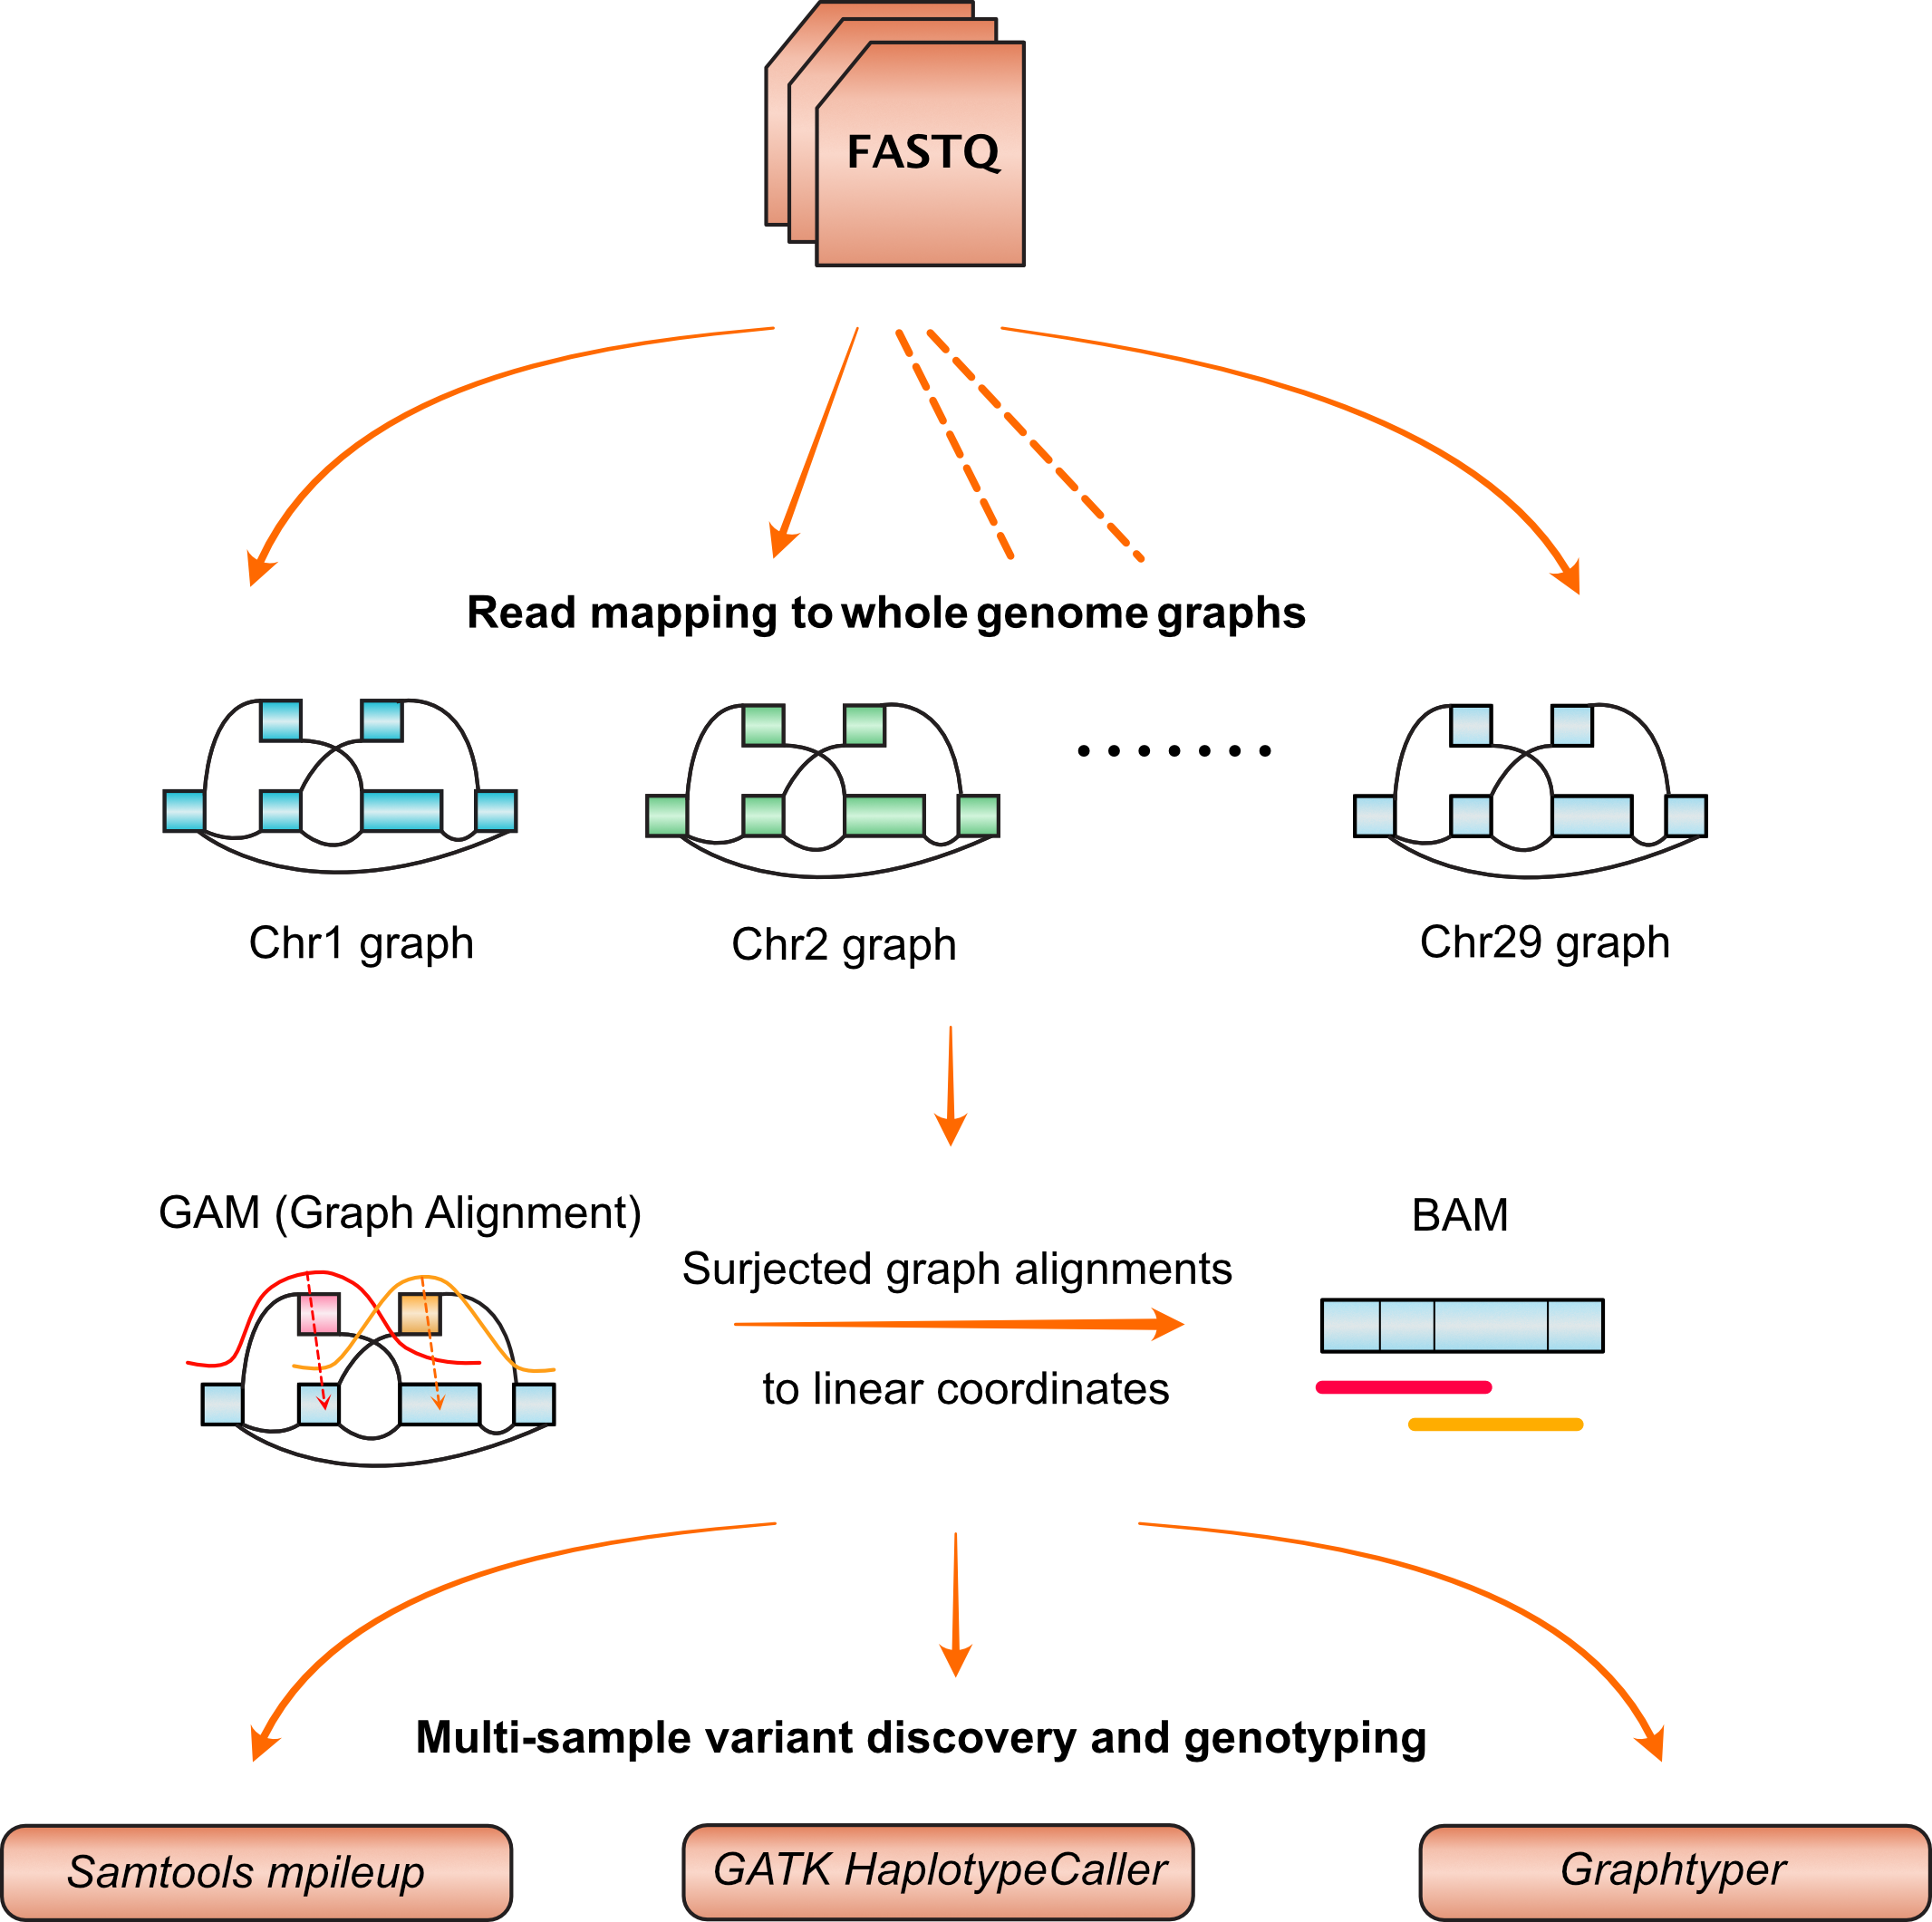 FASTQ
Read mapping to whole genome graphs
Chr1 graph
Chr2 graph
Chr29 graph
GAM (Graph Alignment)
Surjected graph alignments
to linear coordinates
BAM
Multi-sample variant discovery and genotyping
Samtools mpileup
GATK HaplotypeCaller
Graphtyper